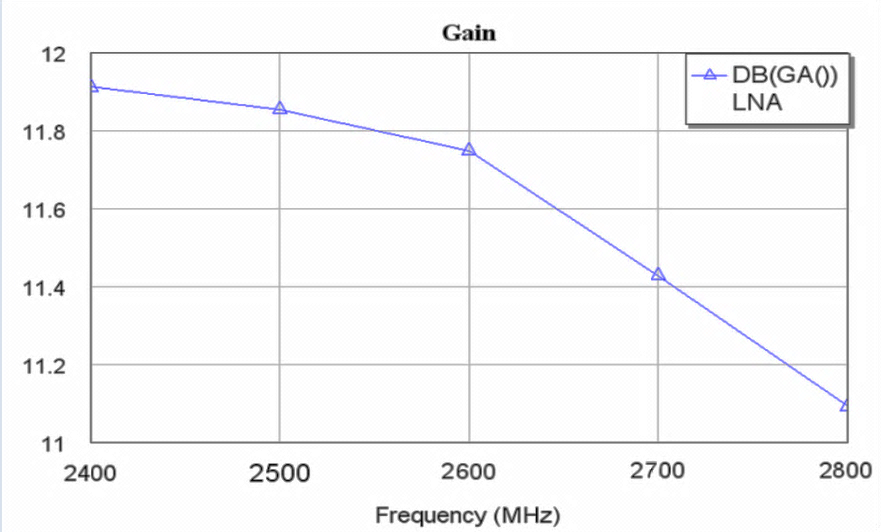 Gain
12
DB(GA())
LNA
11.8
11.6
11.4
11.2
11
2400 2500 2600 2700 2800
Frequency (MHz)